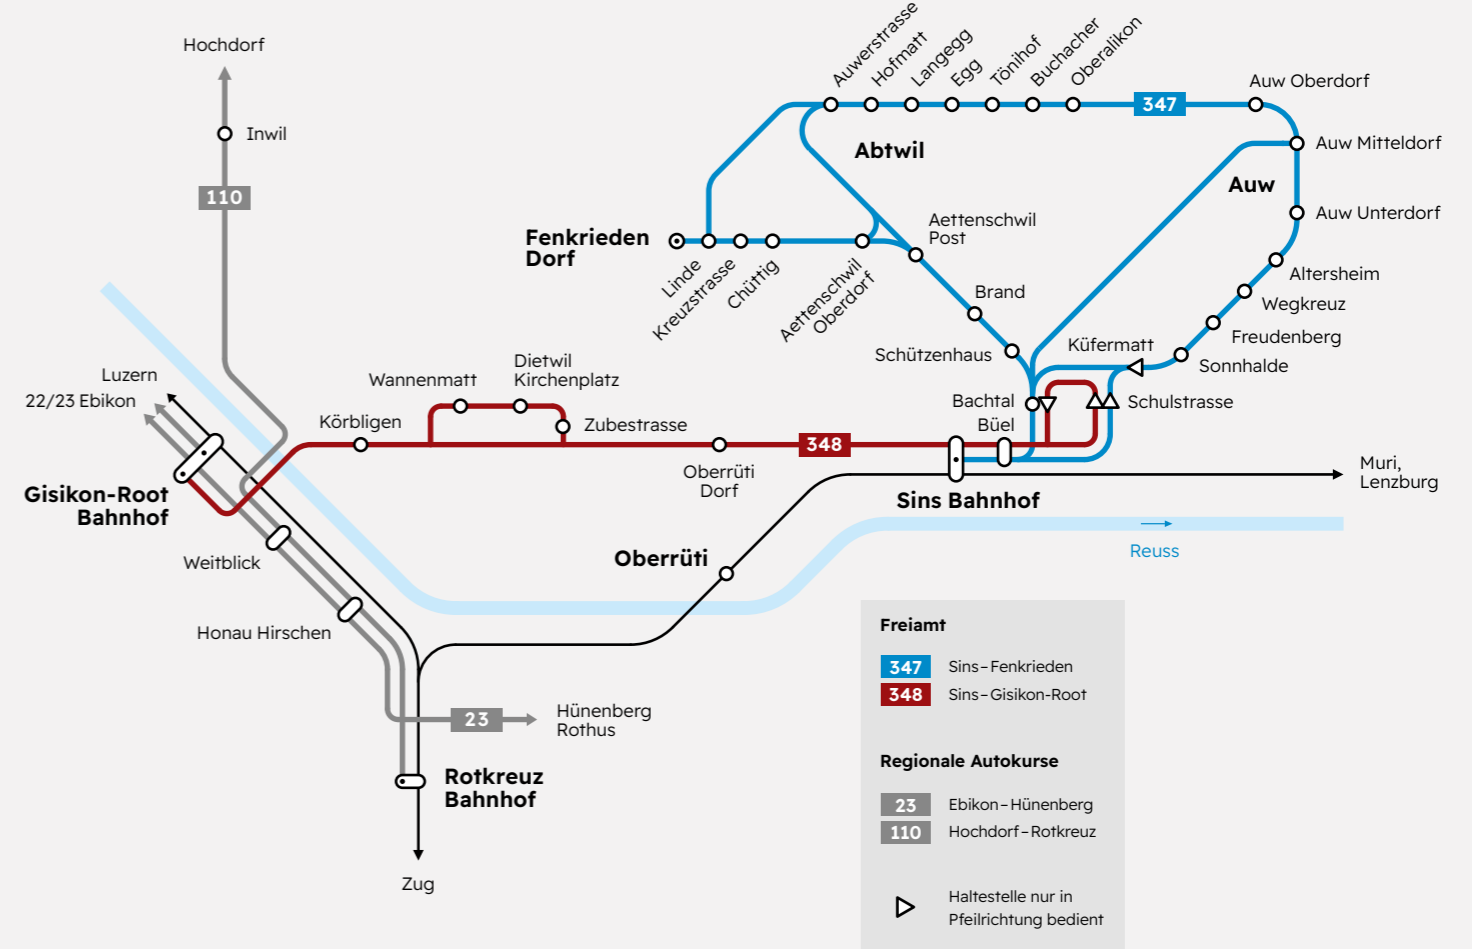 Hochdorf
Inwil
110
Luzern
22/23 Ebikon
Gisikon-Root
Bahnhof
Weitblick
Honau Hirschen
23
Hünenberg
Rothus
Rotkreuz
Bahnhof
Zug
Körbligen
Wannenmatt
Dietwil
Kirchenplatz
Zubestrasse
Oberrüti
Dorf
348
Oberrüti
Sins Bahnhof
Muri,
Lenzburg
Reuss
Fenkrieden
Dorf
Linde
Kreuzstrasse
Chüttig
Aettenschwil
Oberdorf
Aettenschwil
Post
Brand
Schützenhaus
Bachtal
Büel
Küfermatt
Schulstrasse
Abtwil
Auwerstrasse
Hofmatt
Langegg
Egg
Tönihof
Buchacher
Oberalikon
347
Auw Oberdorf
Auw Mitteldorf
Auw
Auw Unterdorf
Altersheim
Wegkreuz
Freudenberg
Sonnhalde
Freiamt
347 Sins–Fenkrieden
348 Sins–Gisikon-Root
Regionale Autokurse
23 Ebikon–Hünenberg
110 Hochdorf–Rotkreuz
Haltestelle nur in
Pfeilrichtung bedient